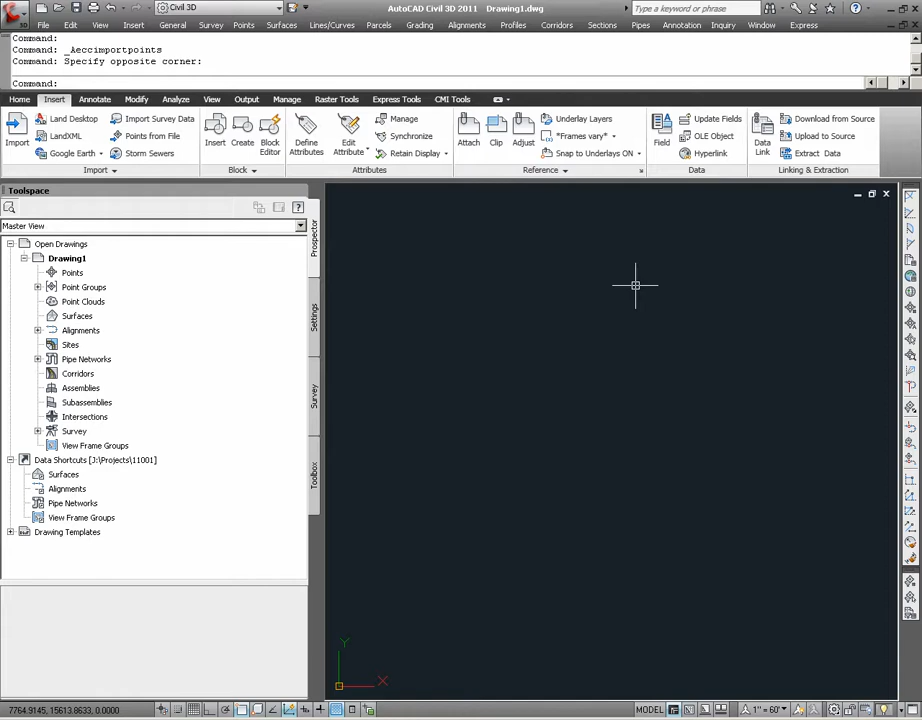 Civil 3D
AutoCAD Civil 3D 2011   Drawing1.dwg
Type a keyword or phrase
File Edit View Insert General Survey Points Surfaces Lines/Curves Parcels Grading Alignments Profiles Corridors Sections Pipes Annotation Inquiry Window Express
Command:
Command: _Aeccimportpoints
Command: Specify opposite corner:
Command:
Home Insert Annotate Modify Analyze View Output Manage Raster Tools Express Tools CMI Tools
Land Desktop Import Survey Data Manage Underlay Layers Update Fields Download from Source
LandXML Points from File Synchronize *Frames vary* OLE Object Upload to Source
Import Insert Create Block Editor Define Attributes Edit Attribute Attach Clip Adjust Field Data Link
Google Earth Storm Sewers Retain Display Snap to Underlays ON Hyperlink Extract Data
Import Block Attributes Reference Data Linking & Extraction
Toolspace
Master View
Prospector
Settings
Survey
Toolbox
Open Drawings
Drawing1
Points
Point Groups
Point Clouds
Surfaces
Alignments
Sites
Pipe Networks
Corridors
Assemblies
Subassemblies
Intersections
Survey
View Frame Groups
Data Shortcuts [J:\Projects\11001]
Surfaces
Alignments
Pipe Networks
View Frame Groups
Drawing Templates
Y
X
7764.9145, 15613.8633, 0.0000
MODEL
1" = 60'